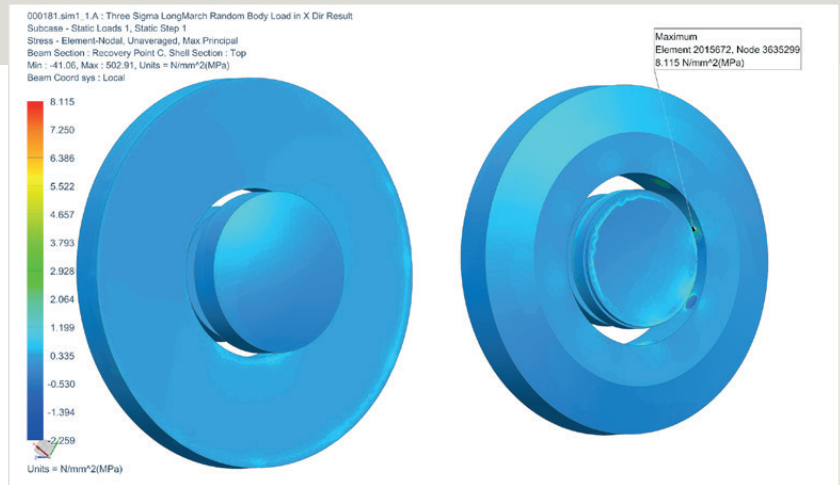 000181.sim1_1.A : Three Sigma LongMarch Random Body Load in X Dir Result
Subcase - Static Loads 1, Static Step 1
Stress - Element-Nodal, Unaveraged, Max Principal
Beam Section : Recovery Point C, Shell Section : Top
Min : -41.06, Max : 502.91, Units = N/mm^2(MPa)
Beam Coord sys : Local
Maximum
Element 2015672, Node 3635299
8.115 N/mm^2(MPa)
8.115
7.250
6.386
5.522
4.657
3.793
2.928
2.064
1.199
0.335
-0.530
-1.394
-2.259
Units = N/mm^2(MPa)